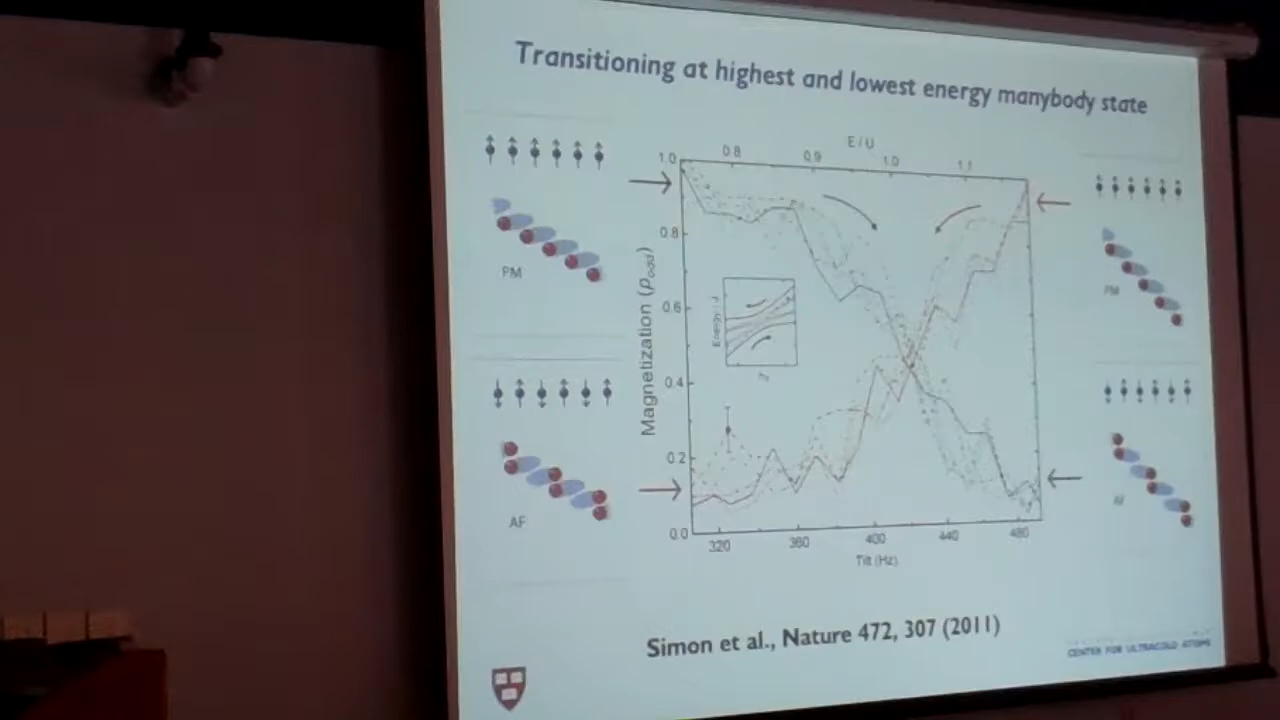 Transitioning at highest and lowest energy manybody state
E/U
0.8 0.9 1.0 1.1
1.0
0.8
0.6
0.4
0.2
0.0
Magnetization (Podd)
Energy / J
320 360 400 440 480
Tilt (Hz)
PM
AF
PM
AF
Simon et al., Nature 472, 307 (2011)
CENTER FOR ULTRACOLD ATOMS